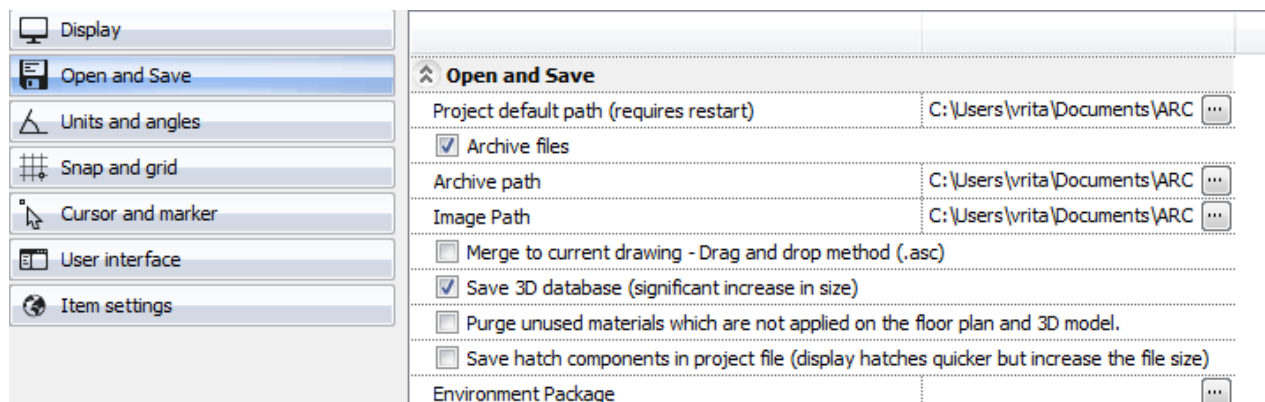 Display
Open and Save
Units and angles
Snap and grid
Cursor and marker
User interface
Item settings
Open and Save
Project default path (requires restart) C:\Users\vrita\Documents\ARC ...
Archive files
Archive path C:\Users\vrita\Documents\ARC ...
Image Path C:\Users\vrita\Documents\ARC ...
Merge to current drawing - Drag and drop method (.asc)
Save 3D database (significant increase in size)
Purge unused materials which are not applied on the floor plan and 3D model.
Save hatch components in project file (display hatches quicker but increase the file size)
Environment Package ...